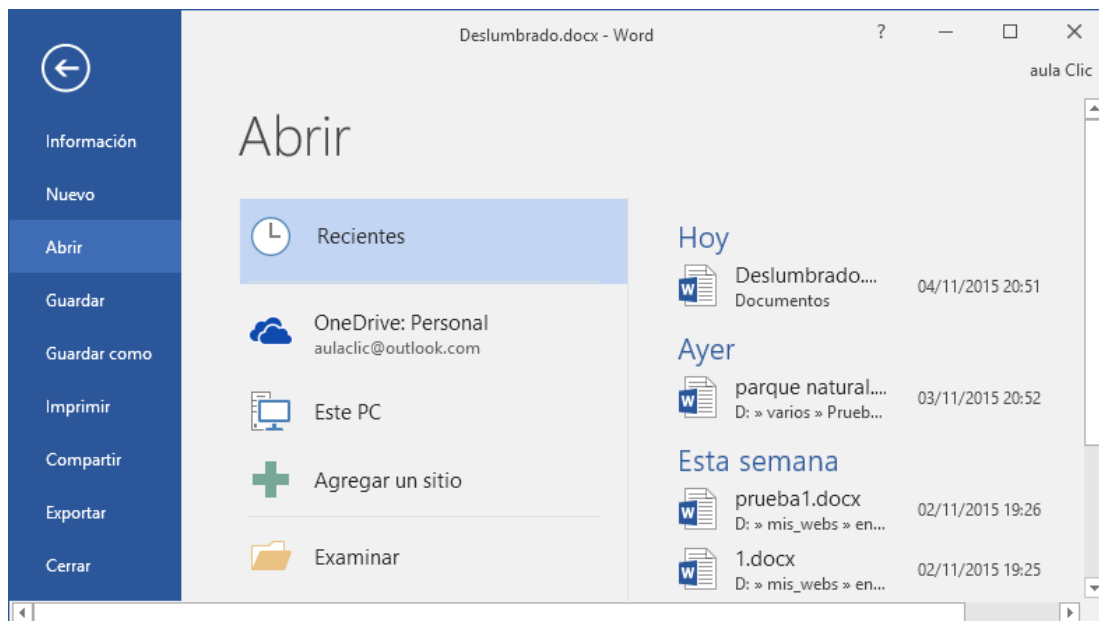 Deslumbrado.docx - Word
?
aula Clic
Información
Nuevo
Abrir
Guardar
Guardar como
Imprimir
Compartir
Exportar
Cerrar
Abrir
Recientes
OneDrive: Personal
aulaclic@outlook.com
Este PC
Agregar un sitio
Examinar
Hoy
Deslumbrado.... 04/11/2015 20:51
Documentos
Ayer
parque natural.... 03/11/2015 20:52
D: » varios » Prueb...
Esta semana
prueba1.docx 02/11/2015 19:26
D: » mis_webs » en...
1.docx 02/11/2015 19:25
D: » mis_webs » en...